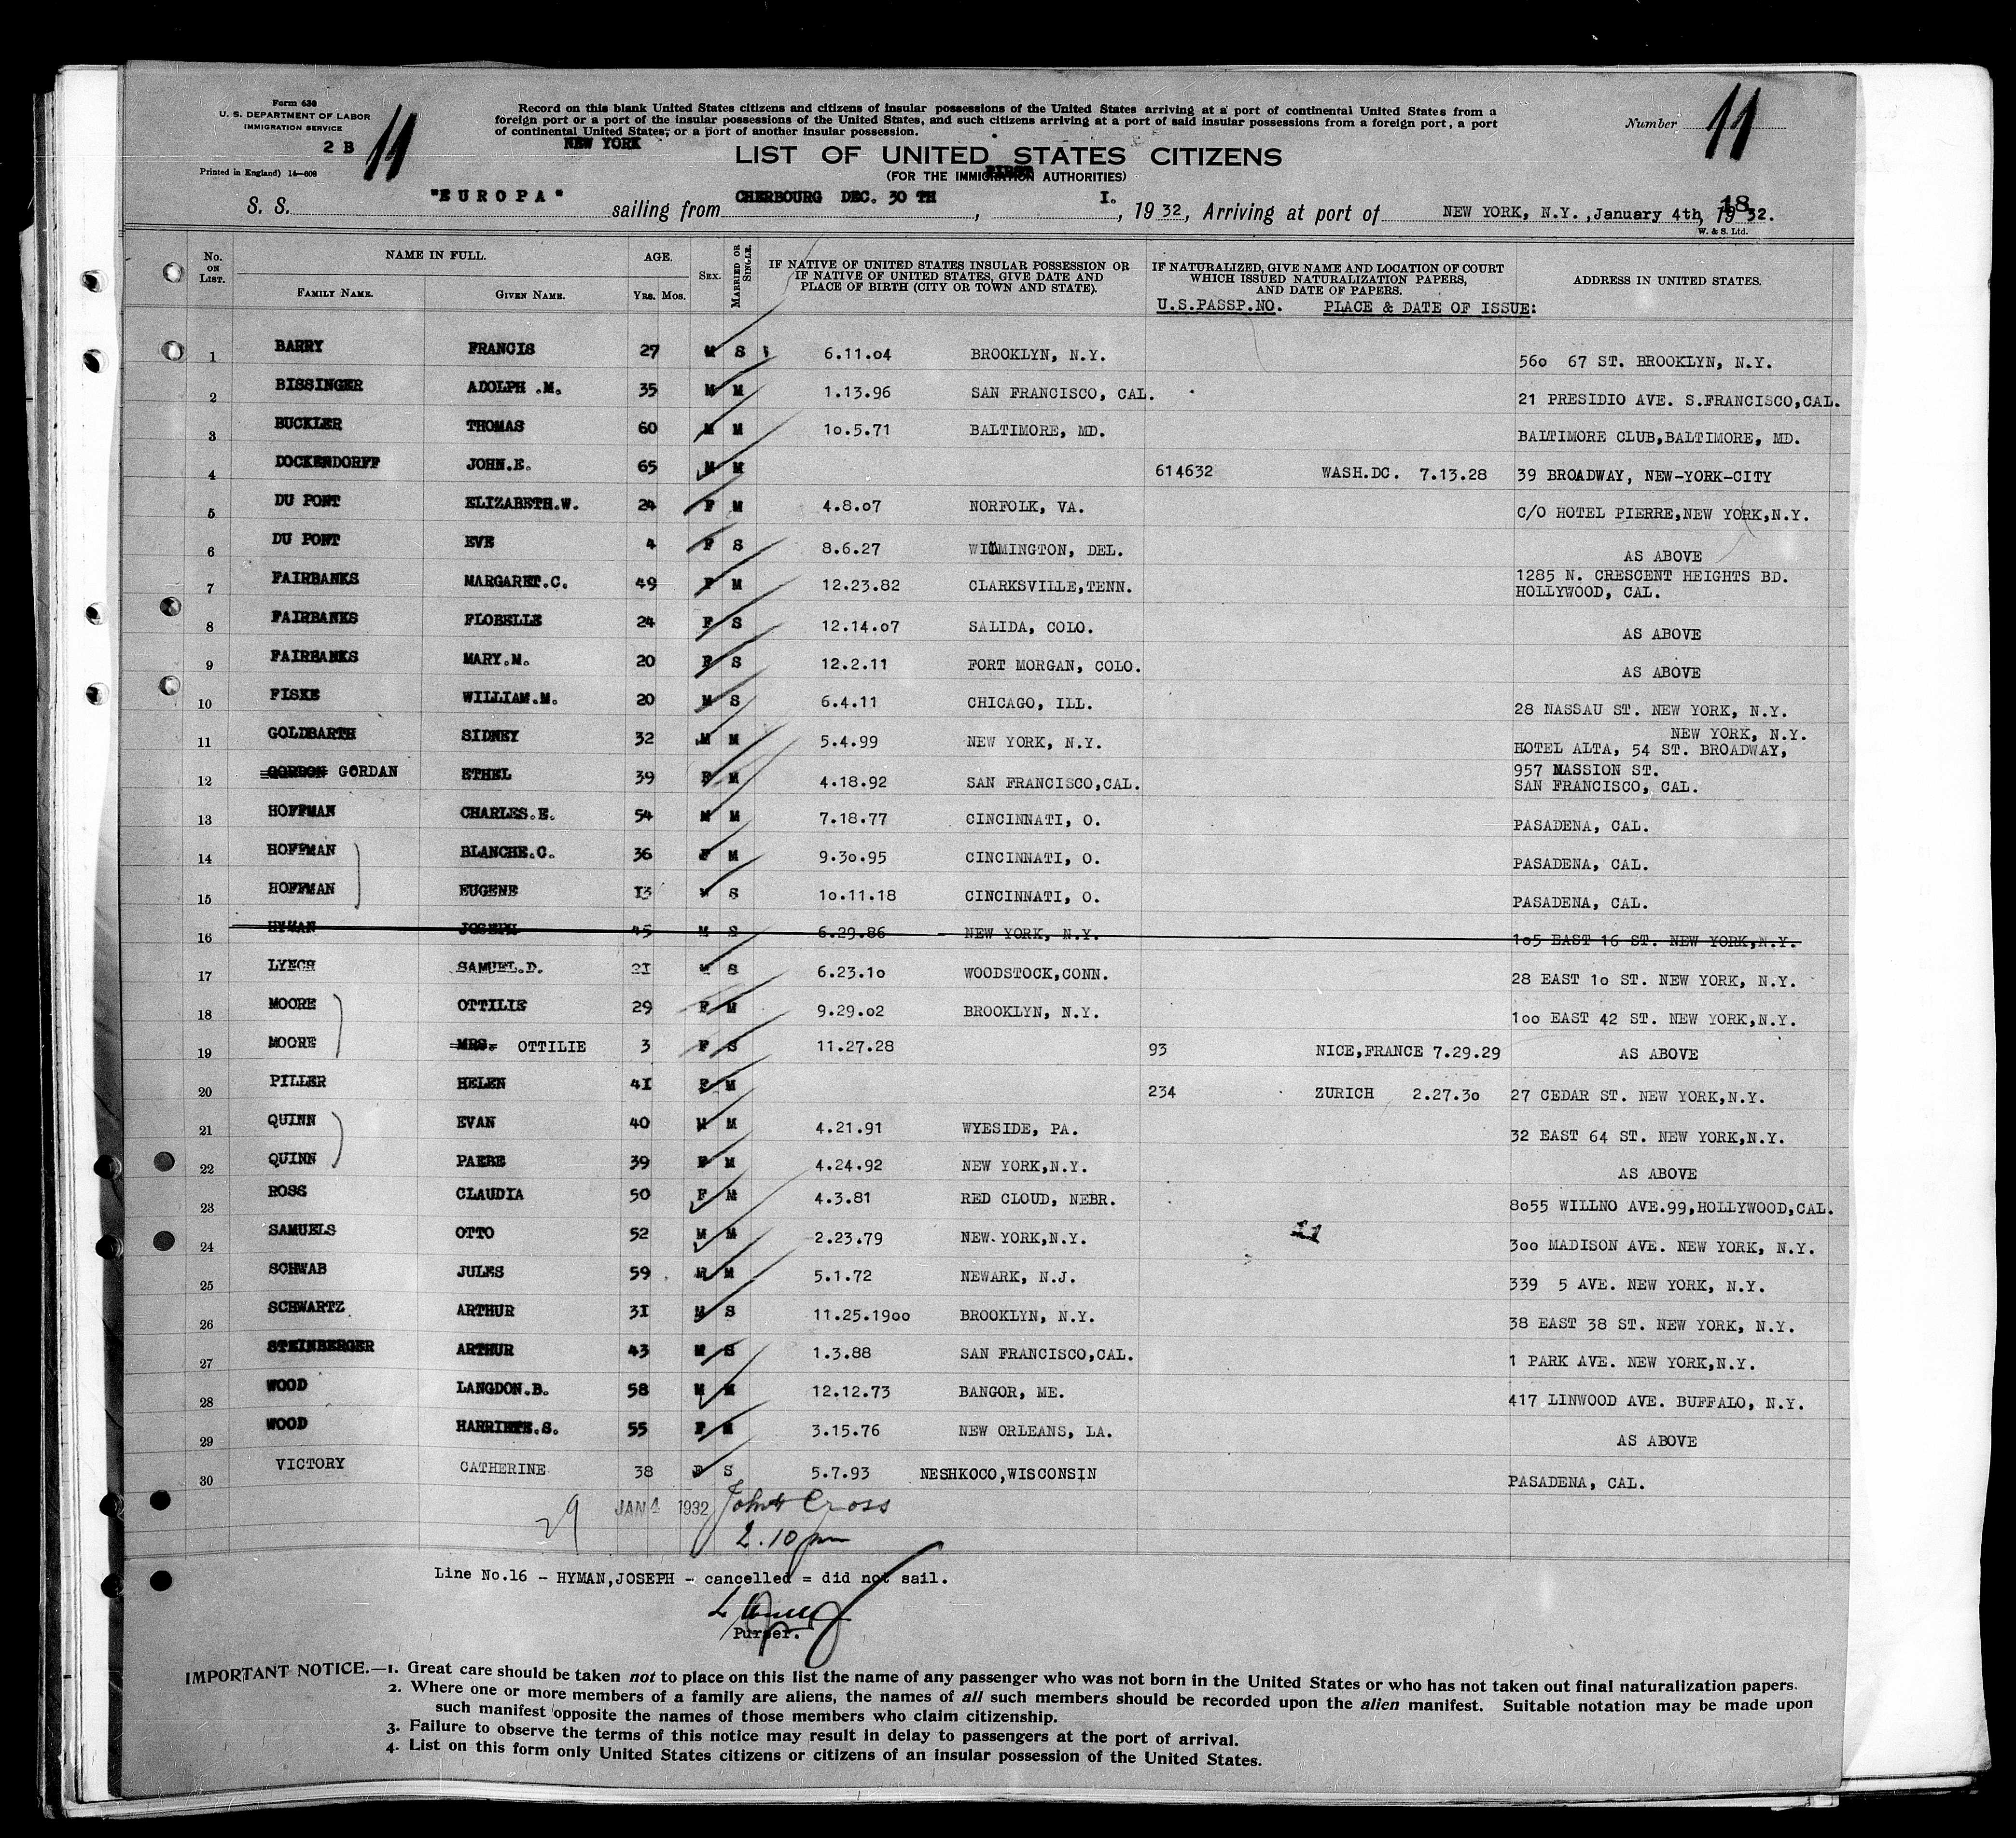 Form 630
U. S. DEPARTMENT OF LABOR
IMMIGRATION SERVICE
2 B
11
Printed in England) 14—808
Record on this blank United States citizens and citizens of insular possessions of the United States arriving at a port of continental United States from a
foreign port or a port of the insular possessions of the United States, and such citizens arriving at a port of said insular possessions from a foreign port, a port
of continental United States, or a port of another insular possession.
NEW YORK
Number 11
LIST OF UNITED STATES CITIZENS
(FOR THE IMMIGRATION AUTHORITIES)
FIRST
S. S. "EUROPA" sailing from CHERBOURG DEC. 30 TH, I., 1932, Arriving at port of NEW YORK, N.Y., January 4th, 1932.
18
W. & S. Ltd.
No. ON LIST. NAME IN FULL. AGE. SEX. MARRIED OR SINGLE. IF NATIVE OF UNITED STATES INSULAR POSSESSION OR IF NATIVE OF UNITED STATES, GIVE DATE AND PLACE OF BIRTH (CITY OR TOWN AND STATE). IF NATURALIZED, GIVE NAME AND LOCATION OF COURT WHICH ISSUED NATURALIZATION PAPERS, AND DATE OF PAPERS. ADDRESS IN UNITED STATES.
FAMILY NAME. GIVEN NAME. Yrs. Mos. U.S.PASSP.NO. PLACE & DATE OF ISSUE:
1 BARRY FRANCIS 27 M S 6.11.04 BROOKLYN, N.Y. 560 67 ST. BROOKLYN, N.Y.
2 BISSINGER ADOLPH .M. 35 M M 1.13.96 SAN FRANCISCO, CAL. 21 PRESIDIO AVE. S.FRANCISCO,CAL.
3 BUCKLER THOMAS 60 M M 10.5.71 BALTIMORE, MD. BALTIMORE CLUB,BALTIMORE, MD.
4 DOCKENDORFF JOHN.E. 65 M M 614632 WASH.DC. 7.13.28 39 BROADWAY, NEW-YORK-CITY
5 DU PONT ELIZABETH.W. 24 F M 4.8.07 NORFOLK, VA. C/O HOTEL PIERRE,NEW YORK,N.Y.
6 DU PONT EVE 4 F S 8.6.27 WILMINGTON, DEL. AS ABOVE
7 FAIRBANKS MARGARET.C. 49 F M 12.23.82 CLARKSVILLE,TENN. 1285 N. CRESCENT HEIGHTS BD.
HOLLYWOOD, CAL.
8 FAIRBANKS FLOBELLE 24 F S 12.14.07 SALIDA, COLO. AS ABOVE
9 FAIRBANKS MARY.M. 20 F S 12.2.11 FORT MORGAN, COLO. AS ABOVE
10 FISKE WILLIAM.M. 20 M S 6.4.11 CHICAGO, ILL. 28 NASSAU ST. NEW YORK, N.Y.
11 GOLDBARTH SIDNEY 32 M M 5.4.99 NEW YORK, N.Y. NEW YORK, N.Y.
HOTEL ALTA, 54 ST. BROADWAY,
12 GORDON GORDAN ETHEL 39 F M 4.18.92 SAN FRANCISCO,CAL. 957 MASSION ST.
SAN FRANCISCO, CAL.
13 HOFFMAN CHARLES.E. 54 M M 7.18.77 CINCINNATI, O. PASADENA, CAL.
14 HOFFMAN BLANCHE.C. 36 F M 9.30.95 CINCINNATI, O. PASADENA, CAL.
15 HOFFMAN EUGENE 13 M S 10.11.18 CINCINNATI, O. PASADENA, CAL.
16 HYMAN JOSEPH 45 M S 6.29.86 NEW YORK, N.Y. 105 EAST 16 ST. NEW YORK,N.Y.
17 LYNCH SAMUEL.D. 21 M S 6.23.10 WOODSTOCK,CONN. 28 EAST 10 ST. NEW YORK, N.Y.
18 MOORE OTTILIE 29 F M 9.29.02 BROOKLYN, N.Y. 100 EAST 42 ST. NEW YORK,N.Y.
19 MOORE MRS. OTTILIE 3 F S 11.27.28 93 NICE,FRANCE 7.29.29 AS ABOVE
20 PILLER HELEN 41 F M 234 ZURICH 2.27.30 27 CEDAR ST. NEW YORK,N.Y.
21 QUINN EVAN 40 M M 4.21.91 WYESIDE, PA. 32 EAST 64 ST. NEW YORK,N.Y.
22 QUINN PAEBE 39 F M 4.24.92 NEW YORK,N.Y. AS ABOVE
23 ROSS CLAUDIA 50 F M 4.3.81 RED CLOUD, NEBR. 8055 WILLNO AVE.99,HOLLYWOOD,CAL.
24 SAMUELS OTTO 52 M M 2.23.79 NEW YORK,N.Y. 11 300 MADISON AVE. NEW YORK, N.Y.
25 SCHWAB JULES 59 M M 5.1.72 NEWARK, N.J. 339 5 AVE. NEW YORK, N.Y.
26 SCHWARTZ ARTHUR 31 M S 11.25.1900 BROOKLYN, N.Y. 38 EAST 38 ST. NEW YORK, N.Y.
27 STEINBERGER ARTHUR 43 M S 1.3.88 SAN FRANCISCO,CAL. 1 PARK AVE. NEW YORK,N.Y.
28 WOOD LANGDON.B. 58 M M 12.12.73 BANGOR, ME. 417 LINWOOD AVE. BUFFALO, N.Y.
29 WOOD HARRIETE.S. 55 F M 3.15.76 NEW ORLEANS, LA. AS ABOVE
30 VICTORY CATHERINE 38 F S 5.7.93 NESHKOCO,WISCONSIN PASADENA, CAL.
29 JAN 4 1932 Cross
2.10 pm
Line No.16 - HYMAN,JOSEPH - cancelled = did not sail.
Purser.
IMPORTANT NOTICE.—1. Great care should be taken not to place on this list the name of any passenger who was not born in the United States or who has not taken out final naturalization papers.
2. Where one or more members of a family are aliens, the names of all such members should be recorded upon the alien manifest. Suitable notation may be made upon
such manifest opposite the names of those members who claim citizenship.
3. Failure to observe the terms of this notice may result in delay to passengers at the port of arrival.
4. List on this form only United States citizens or citizens of an insular possession of the United States.